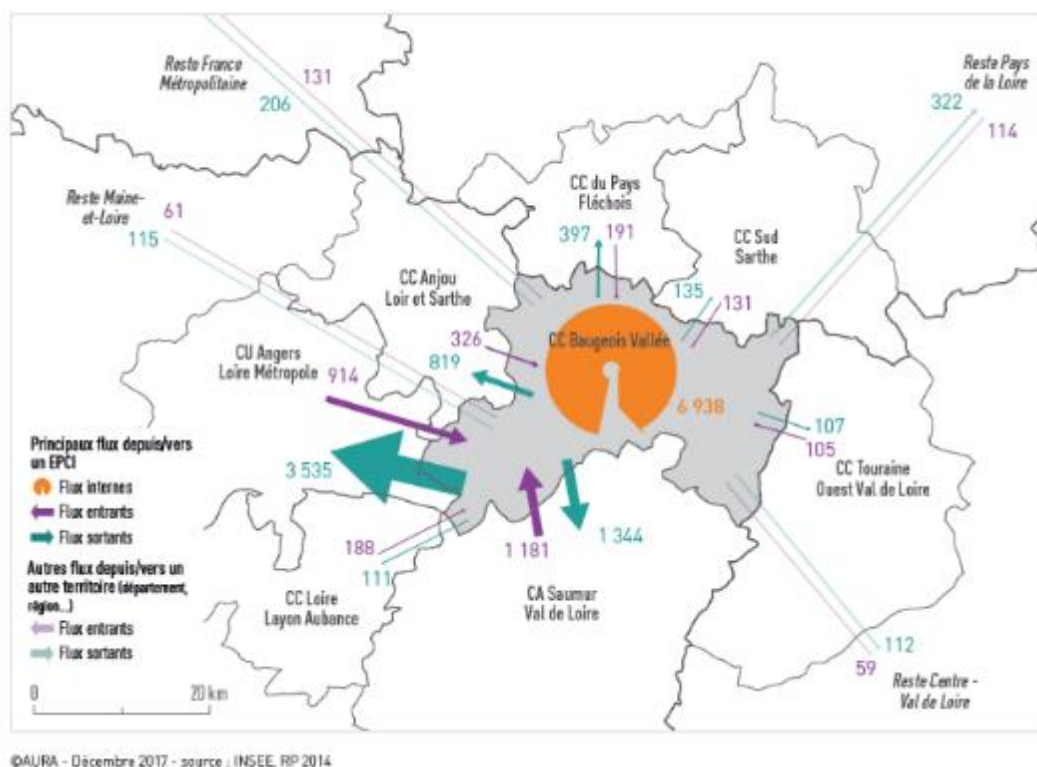 Reste France
Métropolitaine
131
206
Reste Pays
de la Loire
322
114
Reste Maine-
et-Loire
61
115
CC du Pays
Fléchois
397
191
CC Sud
Sarthe
135
131
CC Anjou
Loir et Sarthe
326
819
CC Baugeois Vallée
6 938
CU Angers
Loire Métropole
914
3 535
107
105
CC Touraine
Ouest Val de Loire
188
111
CC Loire
Layon Aubance
1 181
1 344
CA Saumur
Val de Loire
112
59
Reste Centre -
Val de Loire
Principaux flux depuis/vers
un EPCI
Flux internes
Flux entrants
Flux sortants
Autres flux depuis/vers un
autre territoire (département,
région...)
Flux entrants
Flux sortants
0
20 km
©AURA - Décembre 2017 - source : INSEE, RP 2014